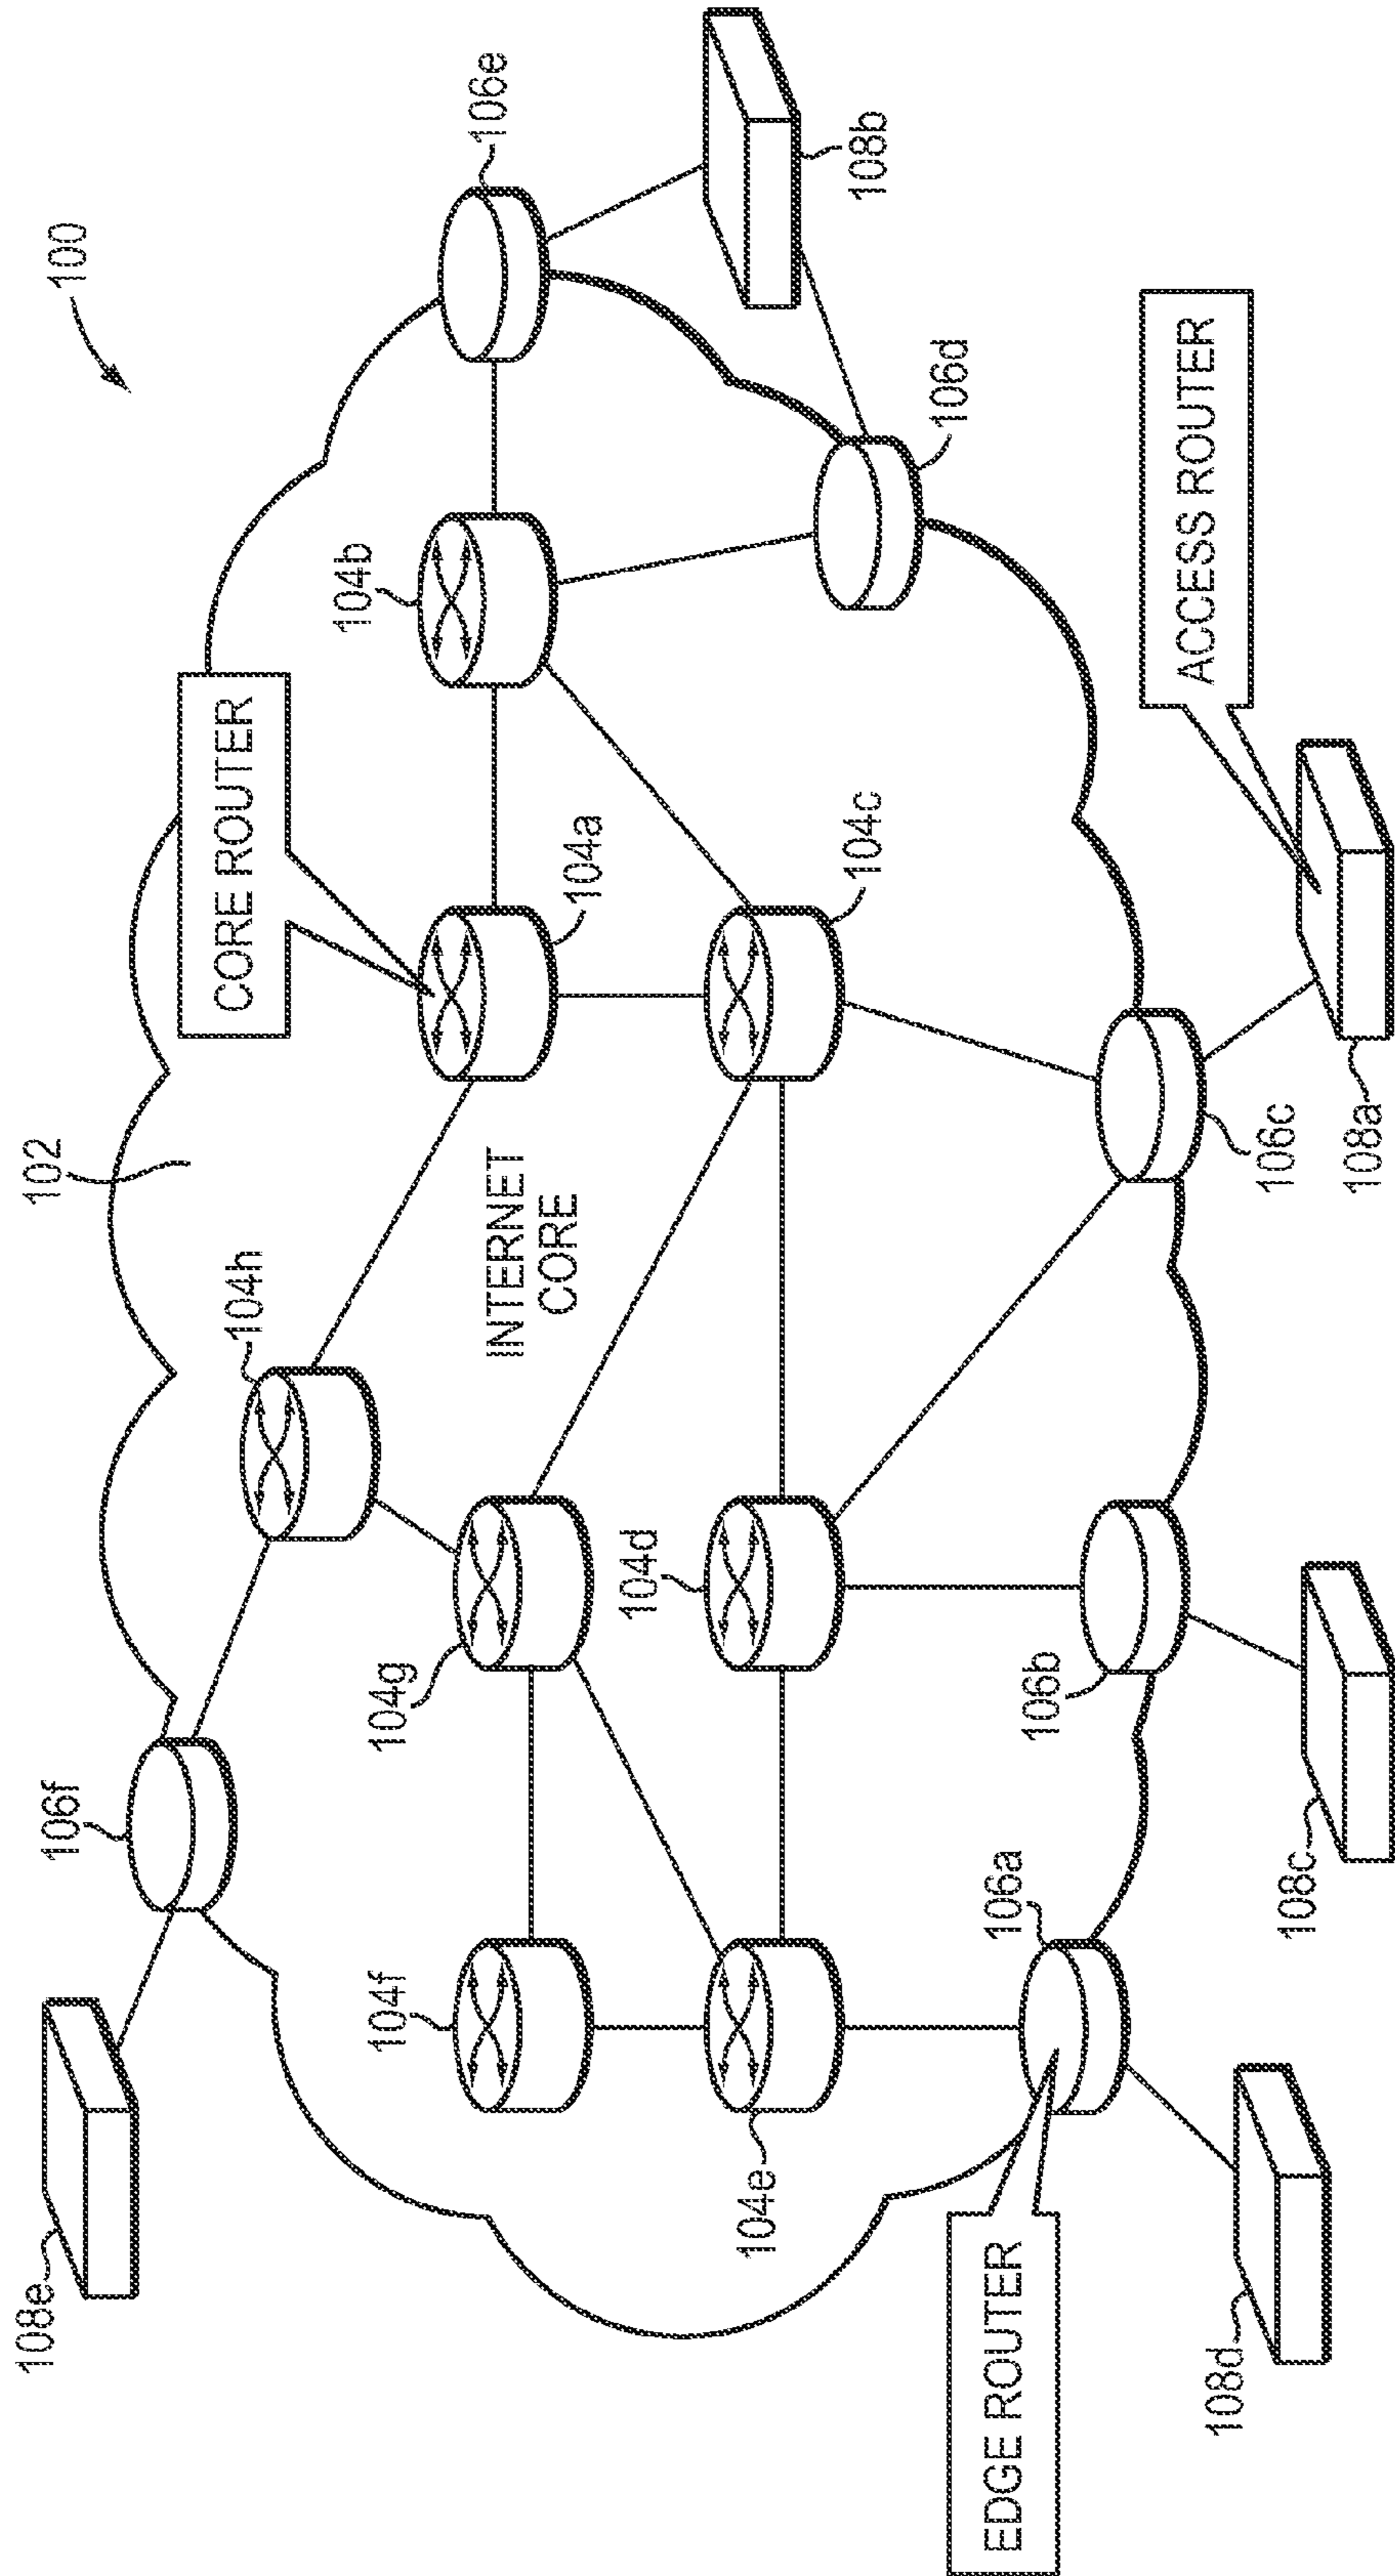 100
102
108e
106f
104h
CORE ROUTER
104b
106e
104a
INTERNET
CORE
104g
104f
104d
104c
106d
108b
104e
106a
106b
106c
EDGE ROUTER
ACCESS ROUTER
108d
108c
108a